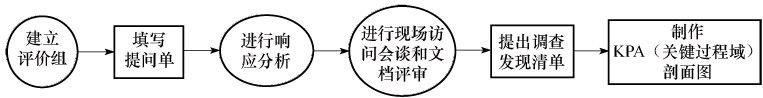 建立
评价组
填写
提问单
进行响
应分析
进行现场访
问会谈和文
档评审
提出调查
发现清单
制作
KPA（关键过程域）
剖面图